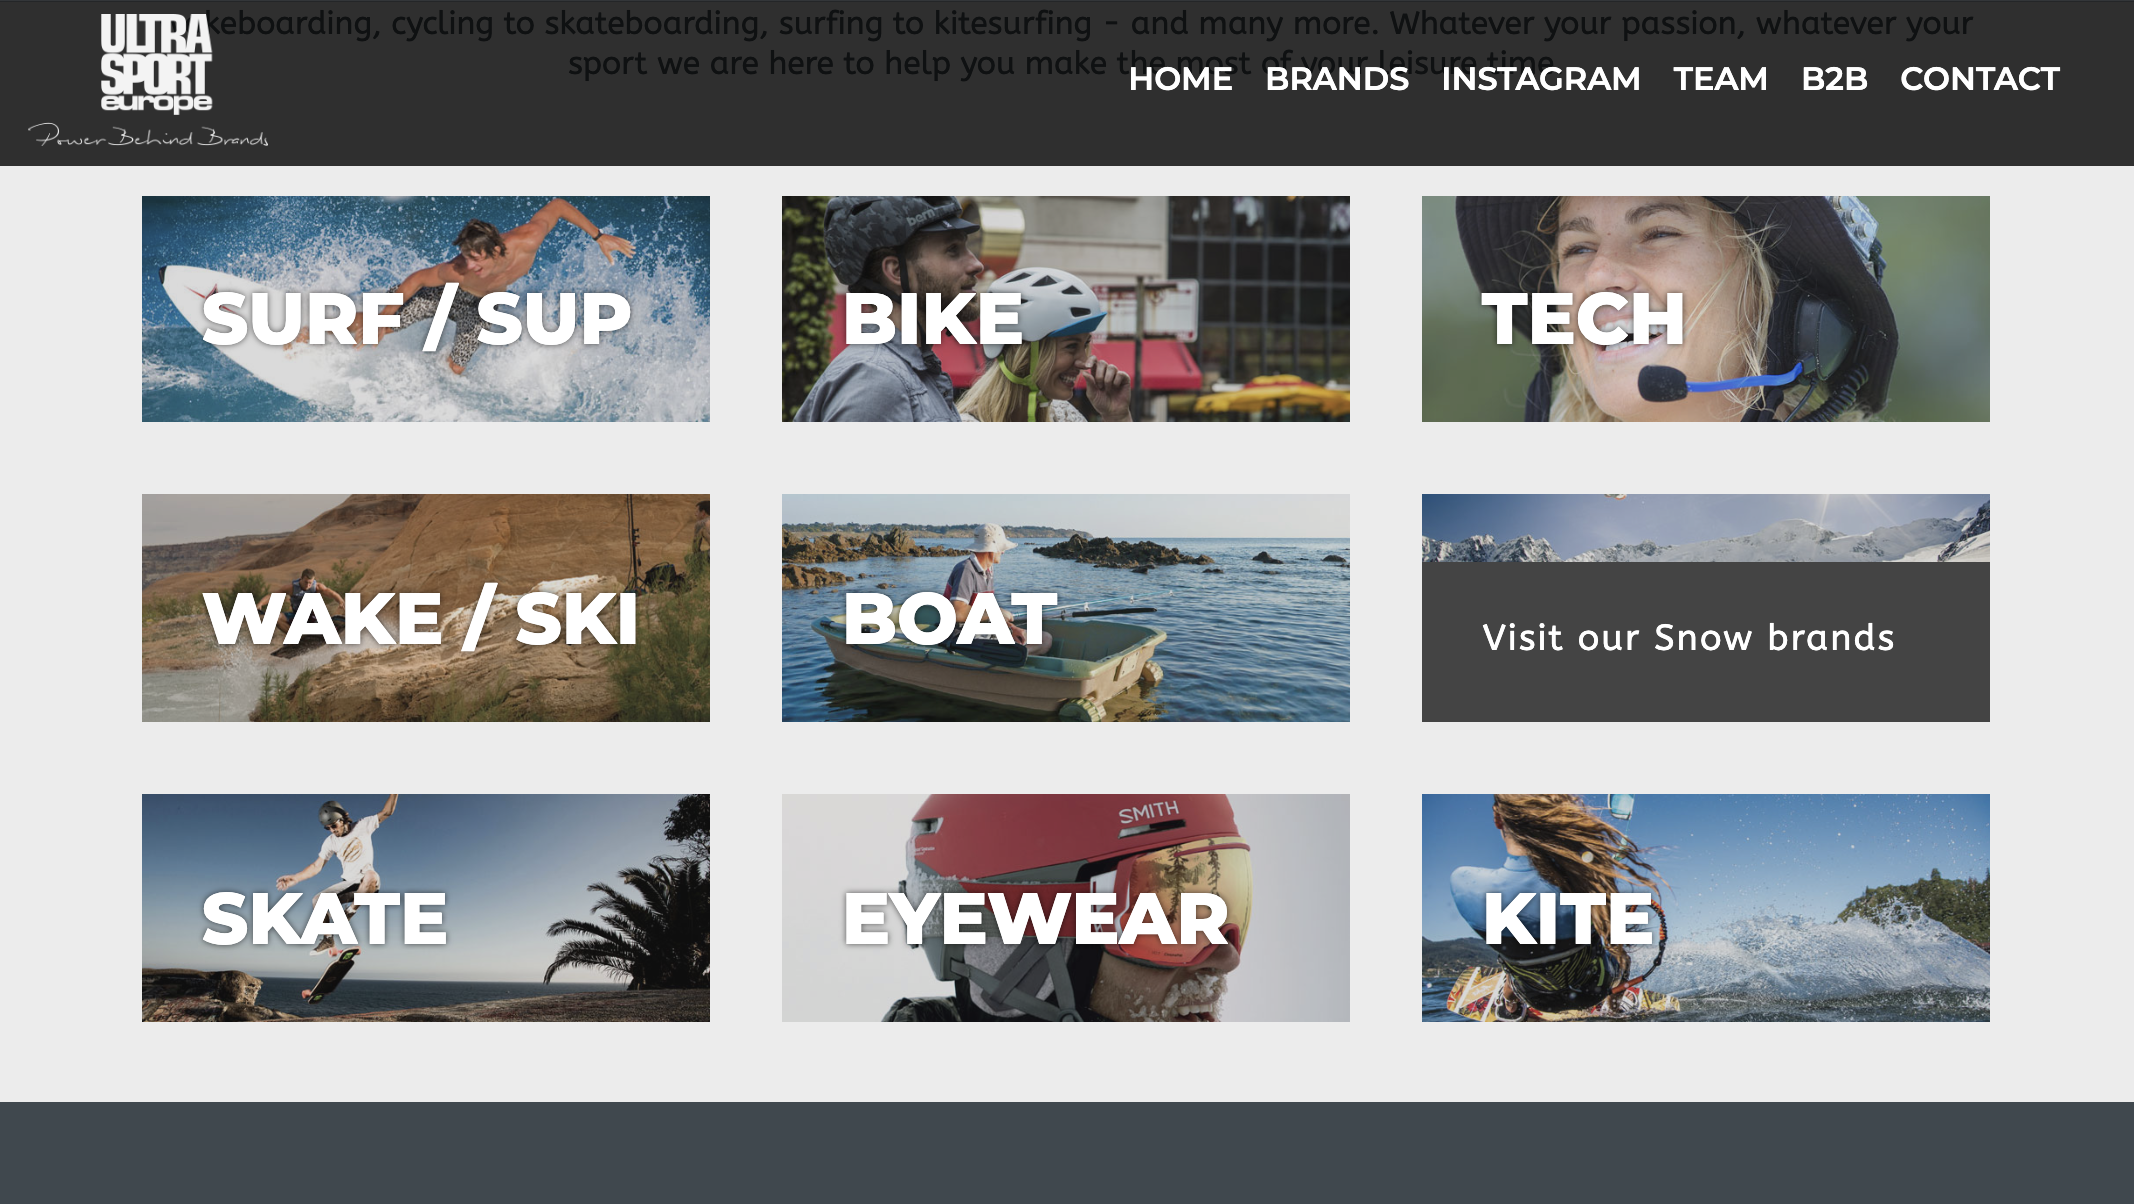 keboarding, cycling to skateboarding, surfing to kitesurfing - and many more. Whatever your passion, whatever your
sport we are here to help you make the most of your leisure time
ULTRA
SPORT
europe
Power Behind Brands
HOME BRANDS INSTAGRAM TEAM B2B CONTACT
SURF / SUP
bern
BIKE
TECH
WAKE / SKI
BOAT
Visit our Snow brands
SKATE
SMITH
EYEWEAR
KITE